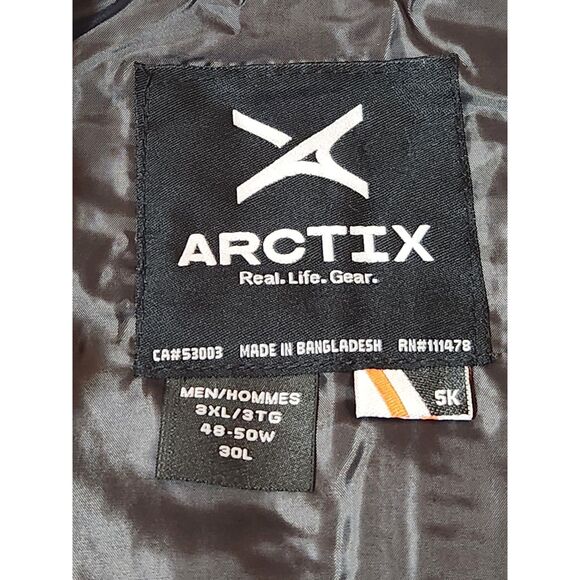 ARCTIX
Real.Life.Gear.
CA#53003 MADE IN BANGLADESH RN#111478
MEN/HOMMES
3XL/3TG
48-50W
30L
5K